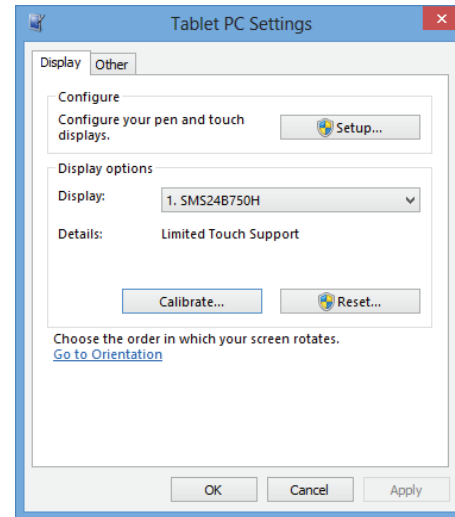 Tablet PC Settings
Display Other
Configure
Configure your pen and touch
displays.
Setup...
Display options
Display: 1. SMS24B750H
Details: Limited Touch Support
Calibrate... Reset...
Choose the order in which your screen rotates.
Go to Orientation
OK Cancel Apply